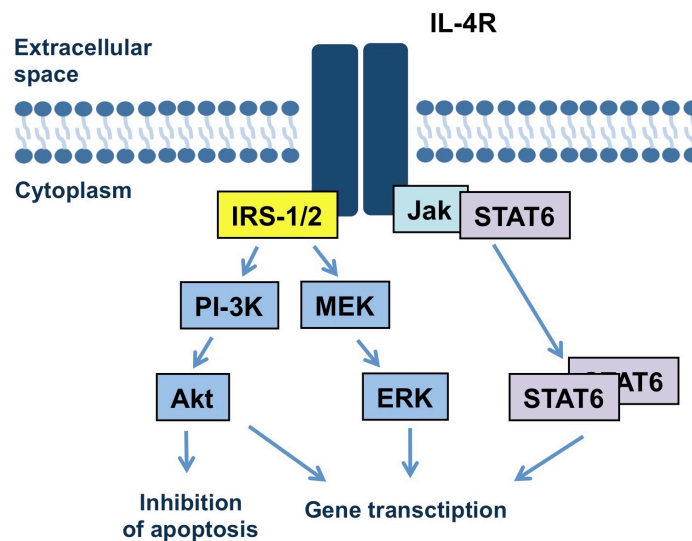 IL-4R
Extracellular
space
Cytoplasm
IRS-1/2
Jak
STAT6
PI-3K
MEK
Akt
ERK
STAT6
STAT6
Inhibition
of apoptosis
Gene transctiption